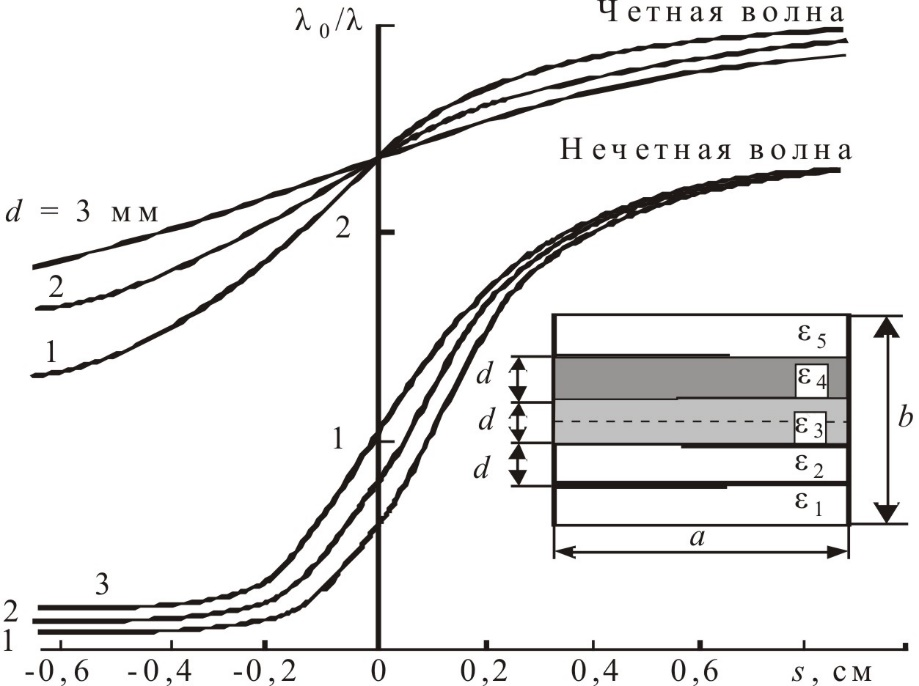 λ₀/λ
Четная волна
Нечетная волна
d = 3 мм
2
2
1
ε₅
d
ε₄
b
d
ε₃
1
d
ε₂
ε₁
a
3
2
1
-0,6 -0,4 -0,2 0 0,2 0,4 0,6 s, см